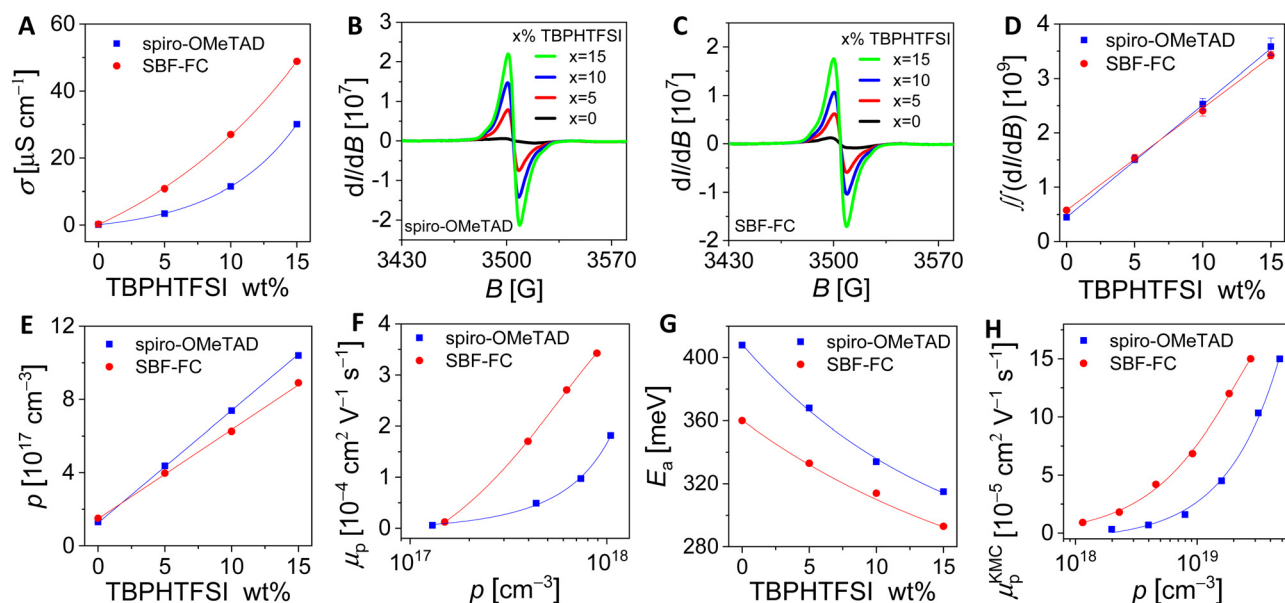 A
60
40
20
0
σ [µS cm⁻¹]
spiro-OMeTAD
SBF-FC
0 5 10 15
TBPHTFSI wt%
B
3
2
1
0
-1
-2
dI/dB [10⁷]
x% TBPHTFSI
x=15
x=10
x=5
x=0
spiro-OMeTAD
3430 3500 3570
B [G]
C
2
1
0
-1
-2
dI/dB [10⁷]
x% TBPHTFSI
x=15
x=10
x=5
x=0
SBF-FC
3430 3500 3570
B [G]
D
4
3
2
1
0
∬(dI/dB) [10⁹]
spiro-OMeTAD
SBF-FC
0 5 10 15
TBPHTFSI wt%
E
12
8
4
0
p [10¹⁷ cm⁻³]
spiro-OMeTAD
SBF-FC
0 5 10 15
TBPHTFSI wt%
F
4
3
2
1
0
μp [10⁻⁴ cm² V⁻¹ s⁻¹]
spiro-OMeTAD
SBF-FC
10¹⁷ 10¹⁸
p [cm⁻³]
G
400
360
320
280
Ea [meV]
spiro-OMeTAD
SBF-FC
0 5 10 15
TBPHTFSI wt%
H
15
10
5
0
μpKMC [10⁻⁵ cm² V⁻¹ s⁻¹]
spiro-OMeTAD
SBF-FC
10¹⁸ 10¹⁹
p [cm⁻³]